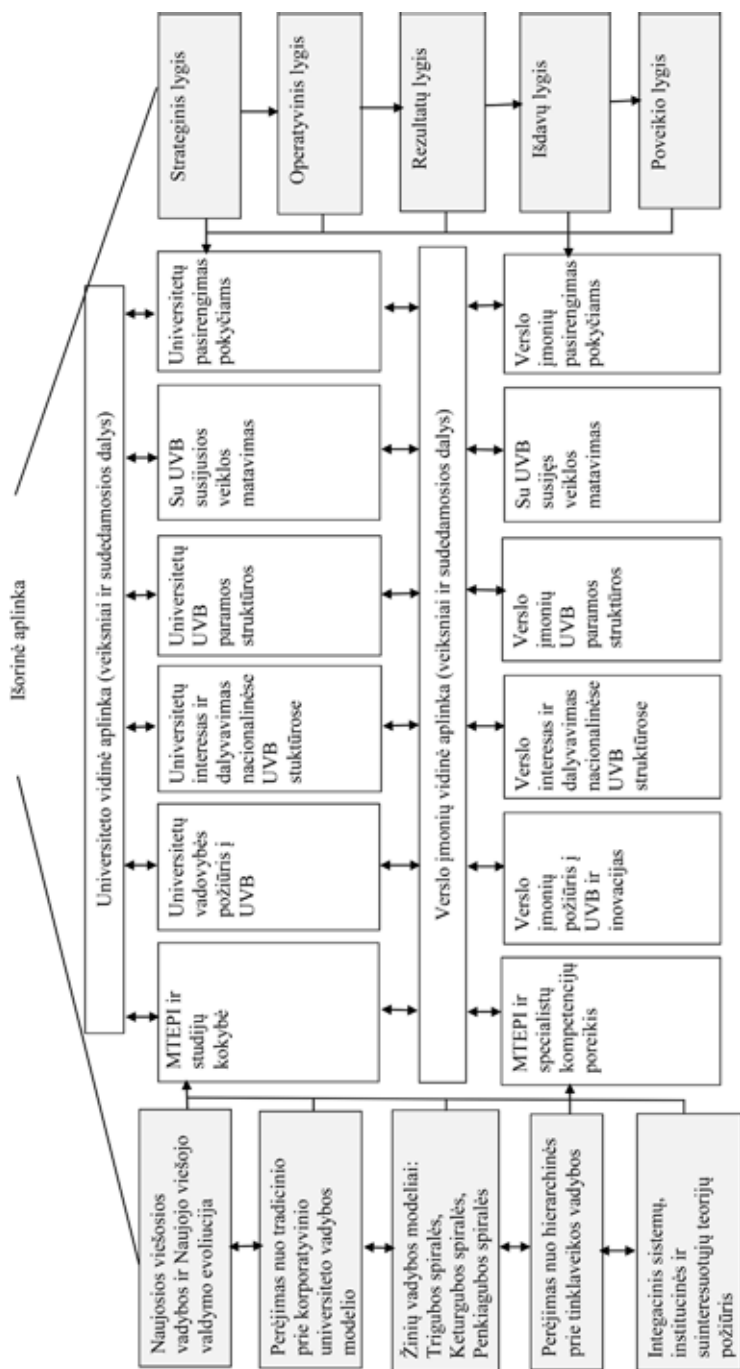 Išorinė aplinka
Universiteto vidinė aplinka (veiksniai ir sudedamosios dalys)
Naujosios viešosios
vadybos ir Naujojo viešojo
valdymo evoliucija
Perėjimas nuo tradicinio
prie korporatyvinio
universiteto vadybos
modelio
Žinių vadybos modeliai:
Trigubos spiralės,
Keturgubos spiralės,
Penkiagubos spiralės
Perėjimas nuo hierarchinės
prie tinklaveikos vadybos
Integacinis sistemų,
institucinės ir
suinteresuotųjų teorijų
požiūris
MTEPI ir
studijų
kokybė
Universitetų
vadovybės
požiūris į
UVB
Universitetų
interesas ir
dalyvavimas
nacionalinėse
UVB
stuktūrose
Universitetų
UVB
paramos
struktūros
Su UVB
susijusios
veiklos
matavimas
Universitetų
pasirengimas
pokyčiams
Verslo įmonių vidinė aplinka (veiksniai ir sudedamosios dalys)
MTEPI ir
specialistų
kompetencijų
poreikis
Verslo
įmonių
požiūris į
UVB ir
inovacijas
Verslo
interesas ir
dalyvavimas
nacionalinėse
UVB
struktūrose
Verslo
įmonių
UVB
paramos
struktūros
Su UVB
susijęs
veiklos
matavimas
Verslo
įmonių
pasirengimas
pokyčiams
Strateginis lygis
Operatyvinis lygis
Rezultatų lygis
Išdavų lygis
Poveikio lygis